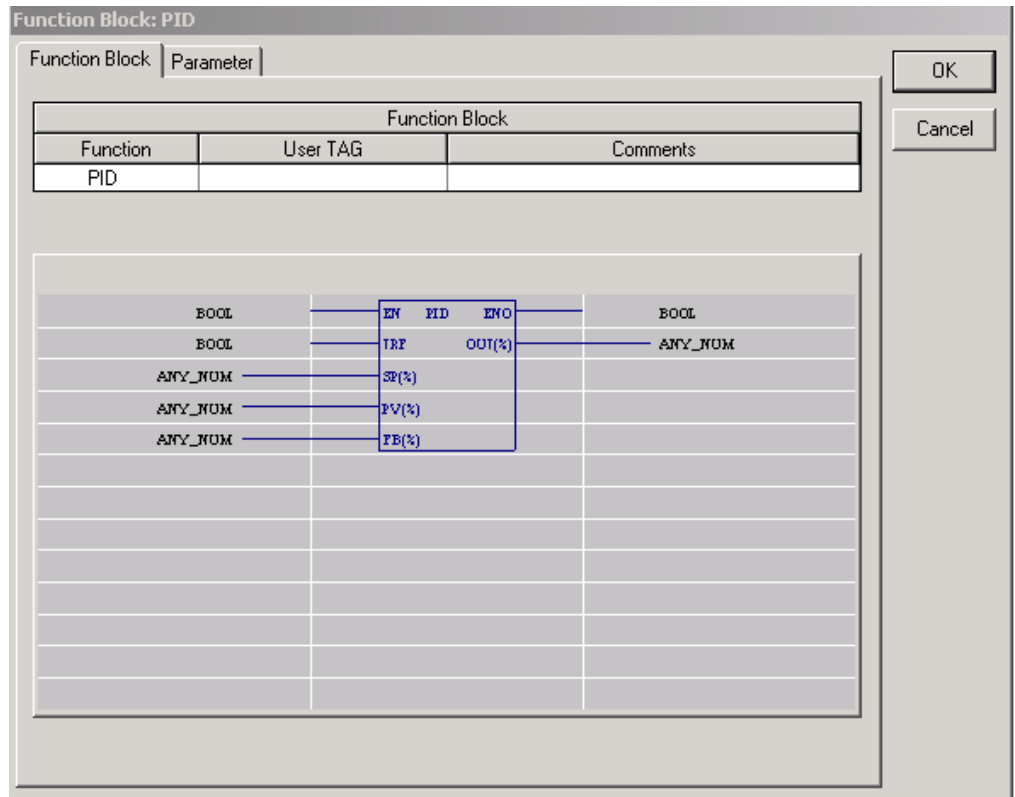 Function Block: PID
Function Block Parameter
OK
Cancel
Function Block
Function User TAG Comments
PID
BOOL EN PID ENO BOOL
BOOL TRF OUT(%) ANY_NUM
ANY_NUM SP(%)
ANY_NUM PV(%)
ANY_NUM FB(%)